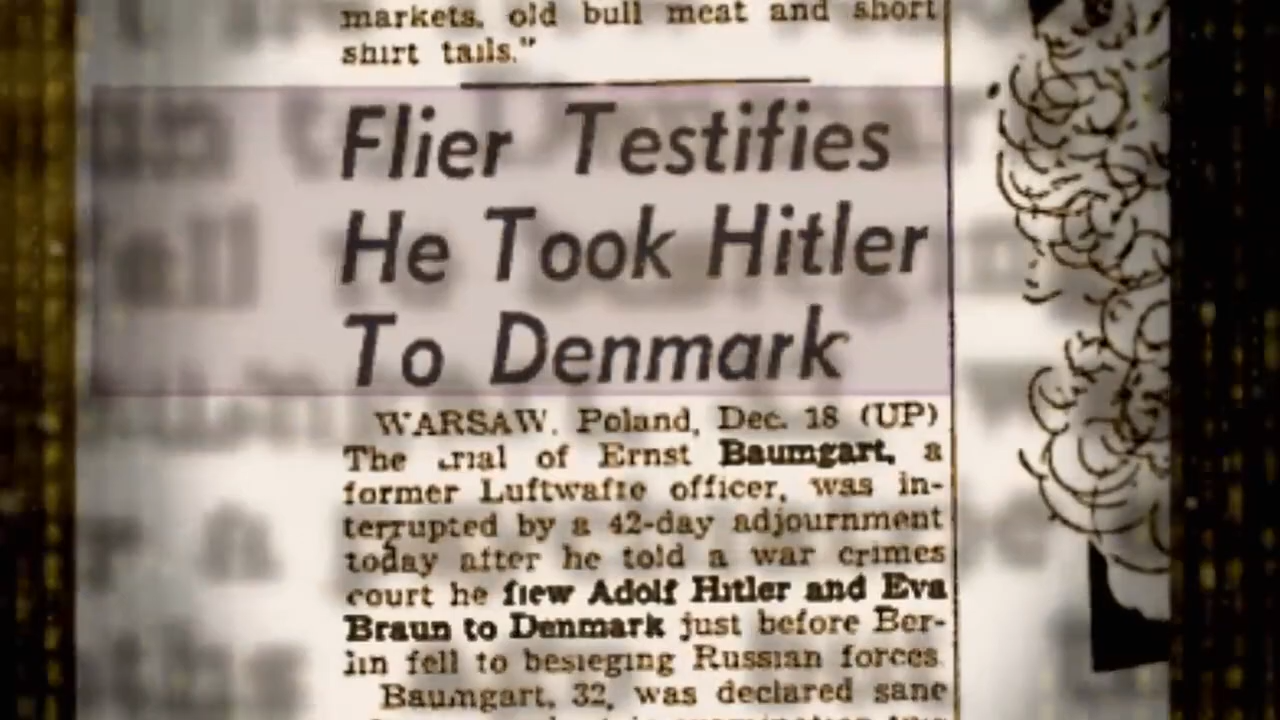 markets, old bull meat and short
shirt tails."
Flier Testifies
He Took Hitler
To Denmark
WARSAW, Poland, Dec. 18 (UP)
The trial of Ernst Baumgart, a
former Luftwaffe officer, was in-
terrupted by a 42-day adjournment
today after he told a war crimes
court he flew Adolf Hitler and Eva
Braun to Denmark just before Ber-
lin fell to besieging Russian forces.
Baumgart, 32, was declared sane